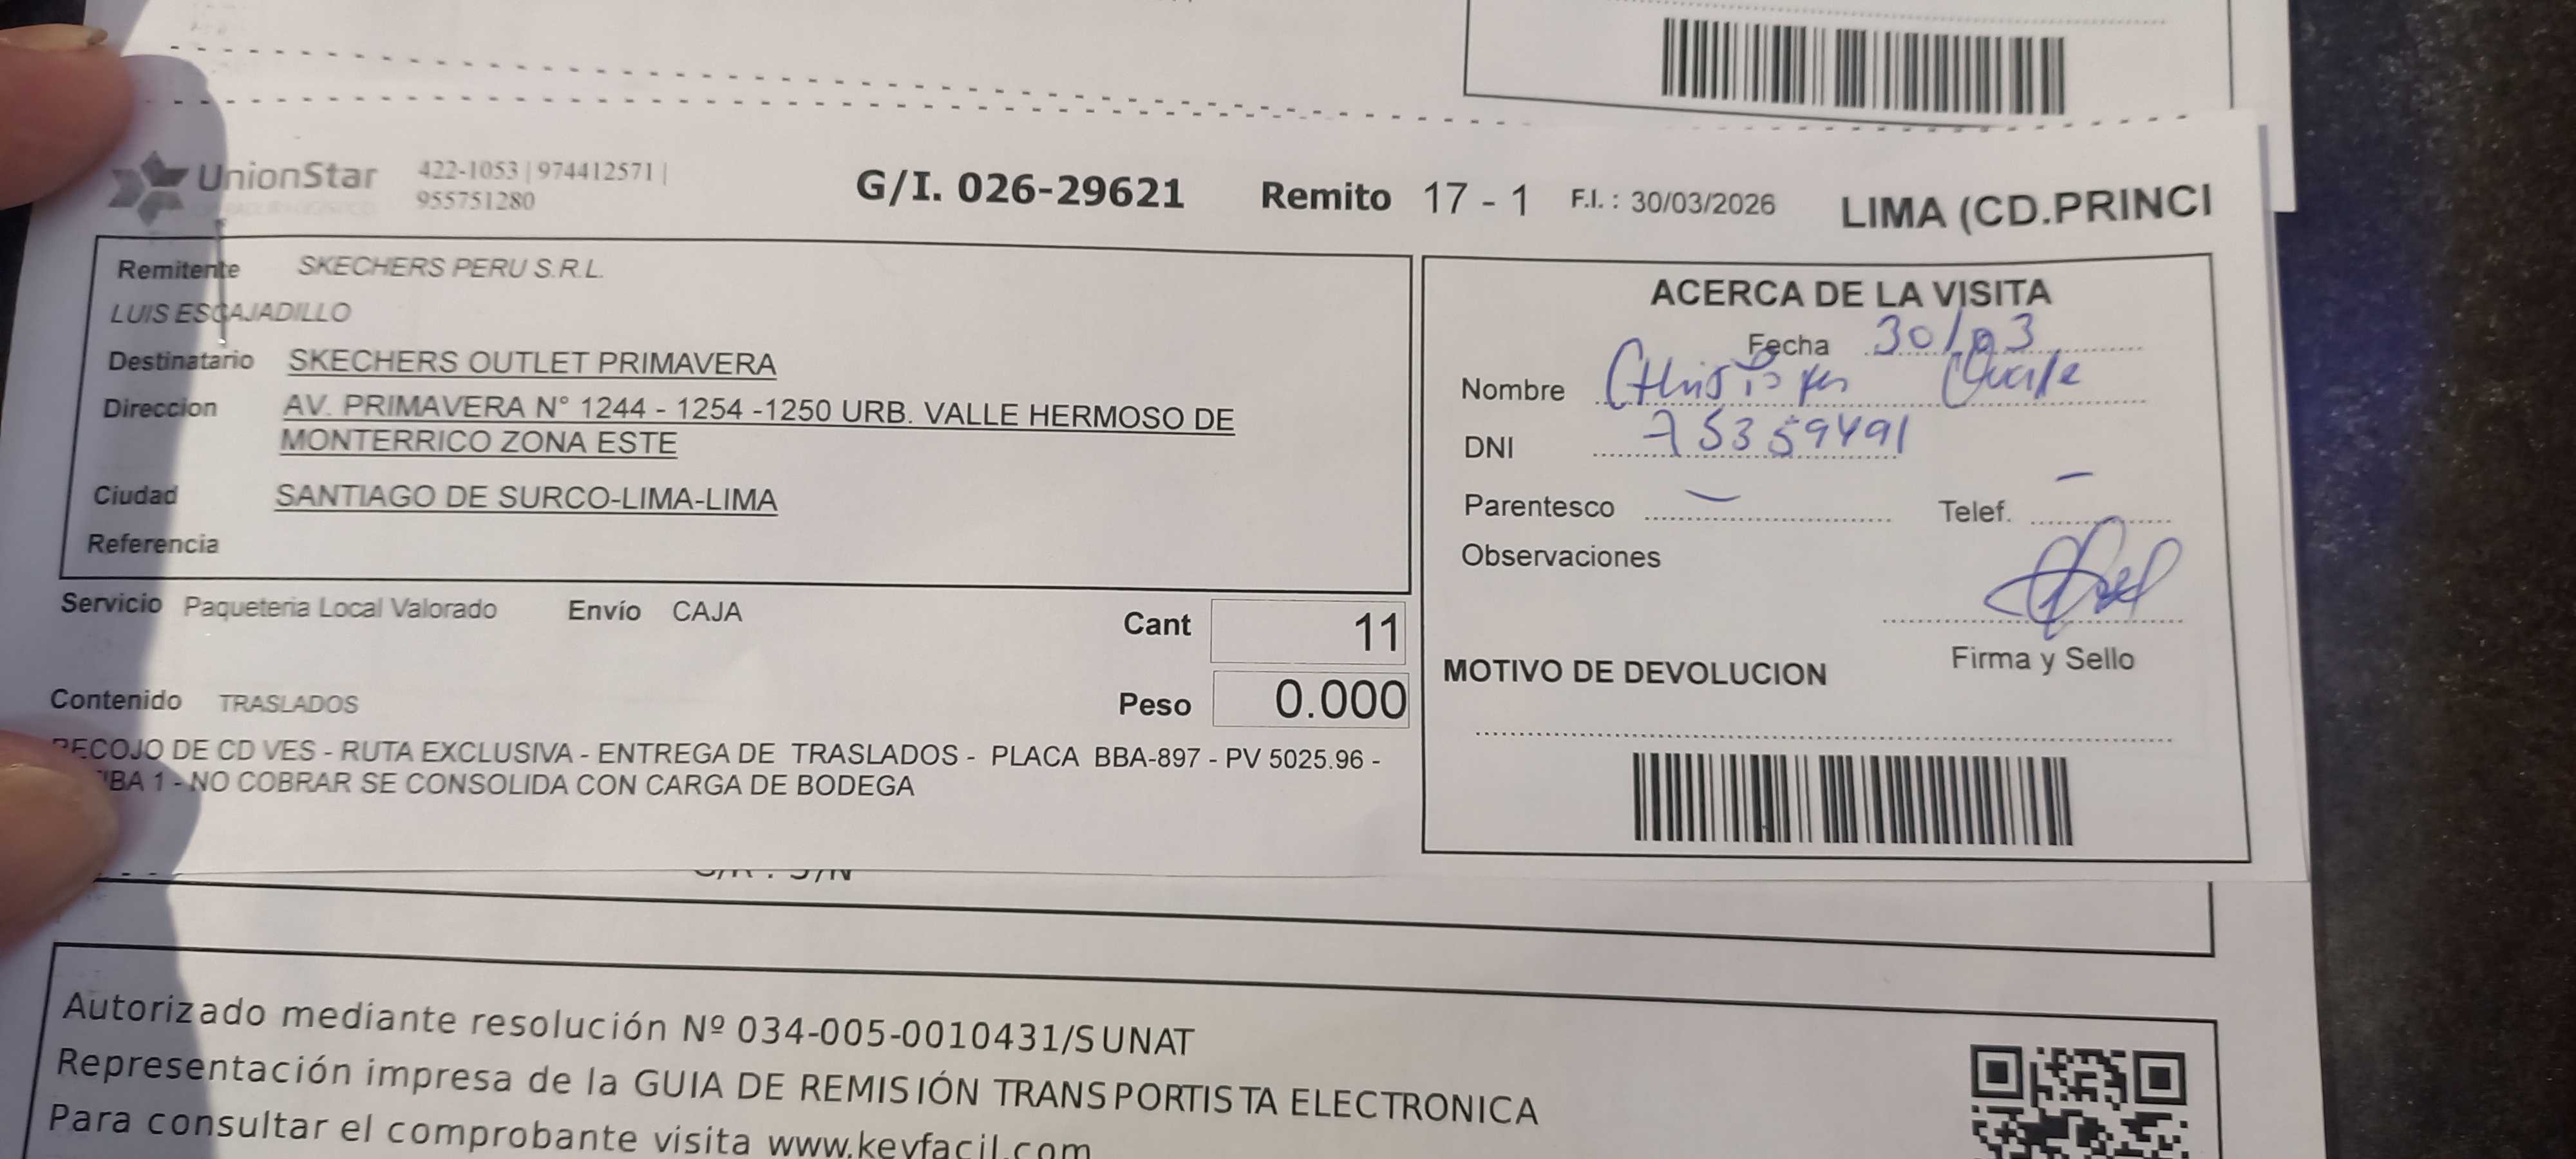 UnionStar
422-1053 | 974412571 |
955751280
G/I. 026-29621 Remito 17 - 1 F.I. : 30/03/2026 LIMA (CD.PRINCI
Remitente SKECHERS PERU S.R.L.
LUIS ESCAJADILLO
Destinatario SKECHERS OUTLET PRIMAVERA
Direccion AV. PRIMAVERA N° 1244 - 1254 -1250 URB. VALLE HERMOSO DE
MONTERRICO ZONA ESTE
Ciudad SANTIAGO DE SURCO-LIMA-LIMA
Referencia
Servicio Paqueteria Local Valorado Envío CAJA
Cant 11
Contenido TRASLADOS
Peso 0.000
RECOJO DE CD VES - RUTA EXCLUSIVA - ENTREGA DE TRASLADOS - PLACA BBA-897 - PV 5025.96 -
1 - NO COBRAR SE CONSOLIDA CON CARGA DE BODEGA
ACERCA DE LA VISITA
Fecha 30/03
Nombre
DNI 75359491
Parentesco - Telef. -
Observaciones
Firma y Sello
MOTIVO DE DEVOLUCION
Autorizado mediante resolución Nº 034-005-0010431/SUNAT
Representación impresa de la GUIA DE REMISIÓN TRANSPORTISTA ELECTRONICA
Para consultar el comprobante visita www.keyfacil.com